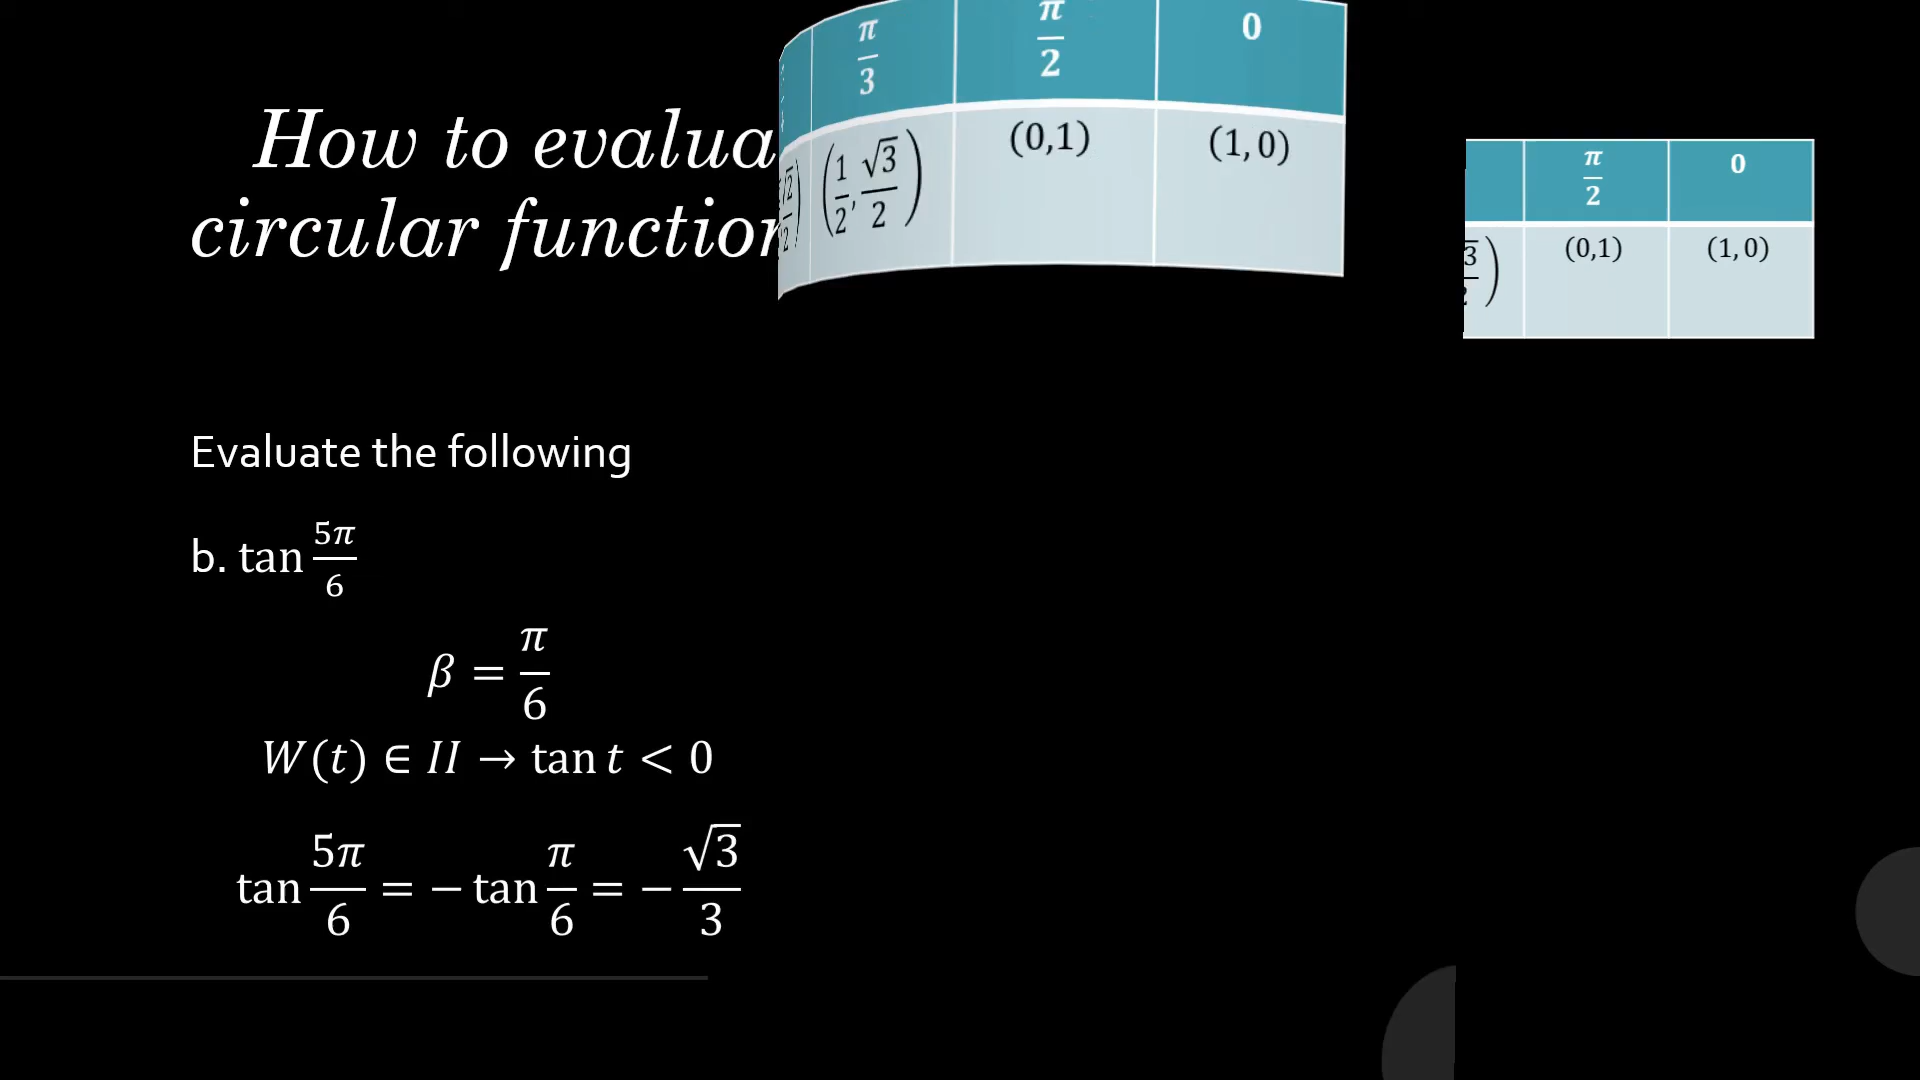 How to evalua
circular function
π/3 π/2 0
(1/2, √3/2) (0,1) (1, 0)
π/2 0
(0,1) (1, 0)
Evaluate the following
b. tan 5π/6
β = π/6
W(t) ∈ II → tan t < 0
tan 5π/6 = − tan π/6 = − √3/3